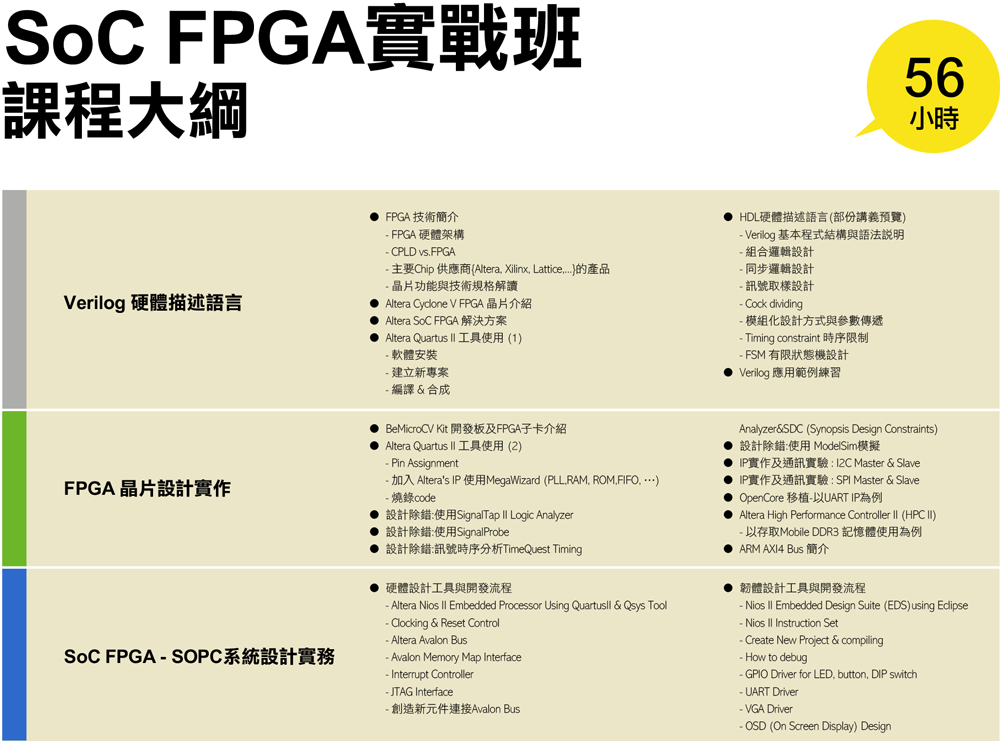 SoC FPGA實戰班
課程大綱
56
小時
Verilog 硬體描述語言
● FPGA 技術簡介
- FPGA 硬體架構
- CPLD vs.FPGA
- 主要Chip 供應商{Altera, Xilinx, Lattice,...}的產品
- 晶片功能與技術規格解讀
● Altera Cyclone V FPGA 晶片介紹
● Altera SoC FPGA 解決方案
● Altera Quartus II 工具使用 (1)
- 軟體安裝
- 建立新專案
- 編譯 & 合成
● HDL硬體描述語言(部份講義預覽)
- Verilog 基本程式結構與語法說明
- 組合邏輯設計
- 同步邏輯設計
- 訊號取樣設計
- Cock dividing
- 模組化設計方式與參數傳遞
- Timing constraint 時序限制
- FSM 有限狀態機設計
● Verilog 應用範例練習
FPGA 晶片設計實作
● BeMicroCV Kit 開發板及FPGA子卡介紹
● Altera Quartus II 工具使用 (2)
- Pin Assignment
- 加入 Altera's IP 使用MegaWizard (PLL,RAM, ROM,FIFO, …)
- 燒錄code
● 設計除錯:使用SignalTap II Logic Analyzer
● 設計除錯:使用SignalProbe
● 設計除錯:訊號時序分析TimeQuest Timing
Analyzer&SDC (Synopsis Design Constraints)
● 設計除錯:使用 ModelSim模擬
● IP實作及通訊實驗 : I2C Master & Slave
● IP實作及通訊實驗 : SPI Master & Slave
● OpenCore 移植-以UART IP為例
● Altera High Performance Controller II (HPC II)
- 以存取Mobile DDR3 記憶體使用為例
● ARM AXI4 Bus 簡介
SoC FPGA - SOPC系統設計實務
● 硬體設計工具與開發流程
- Altera Nios II Embedded Processor Using QuartusII & Qsys Tool
- Clocking & Reset Control
- Altera Avalon Bus
- Avalon Memory Map Interface
- Interrupt Controller
- JTAG Interface
- 創造新元件連接Avalon Bus
● 韌體設計工具與開發流程
- Nios II Embedded Design Suite (EDS)using Eclipse
- Nios II Instruction Set
- Create New Project & compiling
- How to debug
- GPIO Driver for LED, button, DIP switch
- UART Driver
- VGA Driver
- OSD (On Screen Display) Design